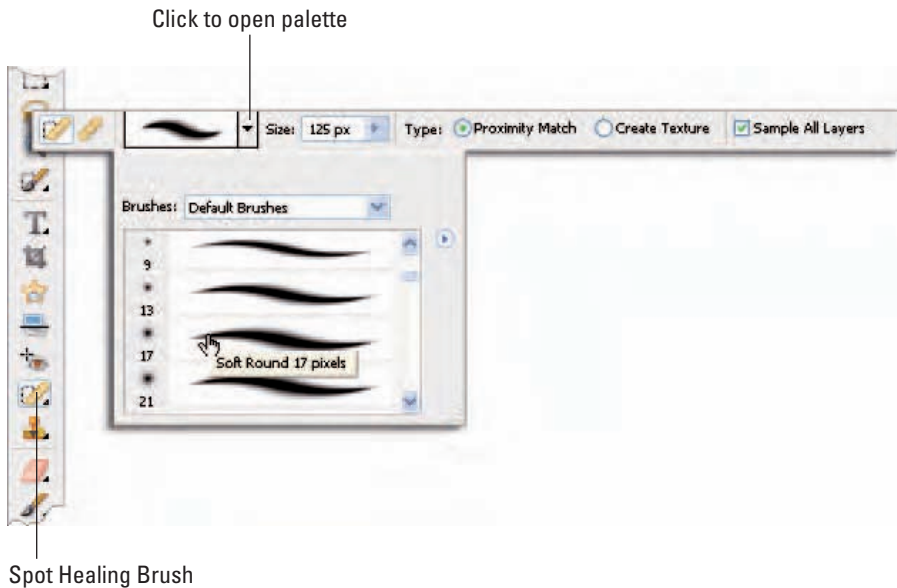 Click to open palette
Size: 125 px Type: Proximity Match Create Texture Sample All Layers
Brushes: Default Brushes
9
13
17
Soft Round 17 pixels
21
T
Spot Healing Brush